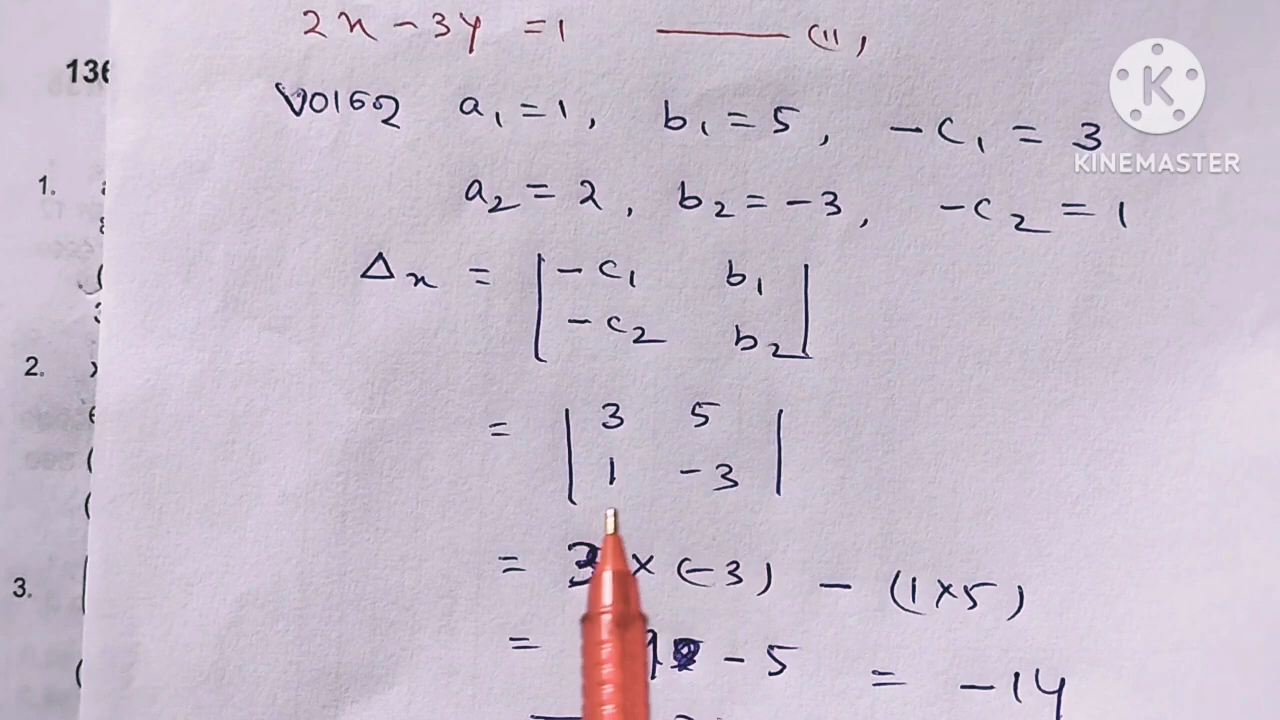 2x - 3y = 1 ——— (II)
136
a₁ = 1, b₁ = 5, -c₁ = 3
KINEMASTER
1.
a₂ = 2, b₂ = -3, -c₂ = 1
Δx = | -c₁ b₁ |
| -c₂ b₂ |
2.
= | 3 5 |
| 1 -3 |
= 3 × (-3) - (1×5)
3.
= 9 - 5 = -14